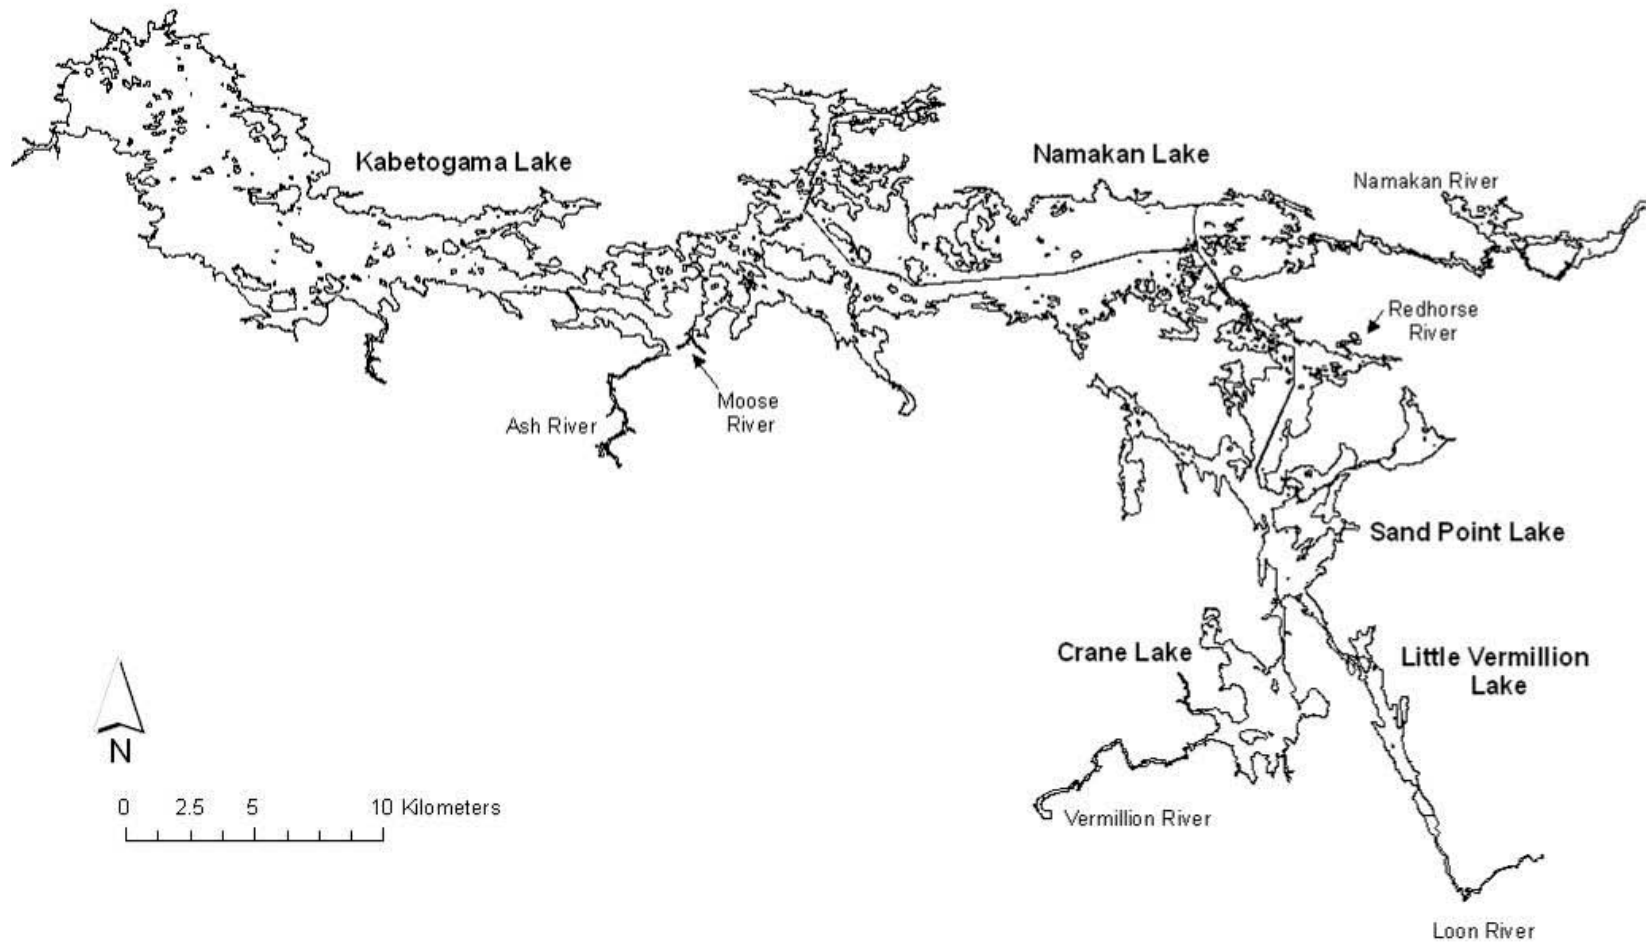 Kabetogama Lake
Namakan Lake
Namakan River
Redhorse
River
Moose
River
Ash River
Sand Point Lake
Crane Lake
Little Vermillion
Lake
N
0 2.5 5 10 Kilometers
Vermillion River
Loon River